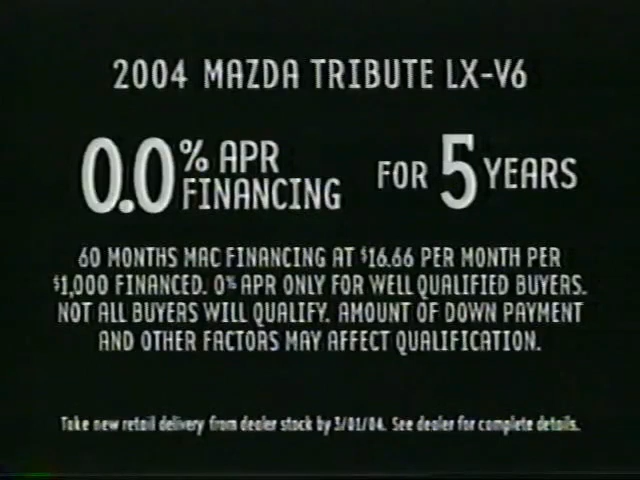 2004 MAZDA TRIBUTE LX-V6
0.0% APR FINANCING FOR 5 YEARS
60 MONTHS MAC FINANCING AT $16.66 PER MONTH PER
$1,000 FINANCED. 0% APR ONLY FOR WELL QUALIFIED BUYERS.
NOT ALL BUYERS WILL QUALIFY. AMOUNT OF DOWN PAYMENT
AND OTHER FACTORS MAY AFFECT QUALIFICATION.
Take new retail delivery from dealer stock by 3/01/04. See dealer for complete details.